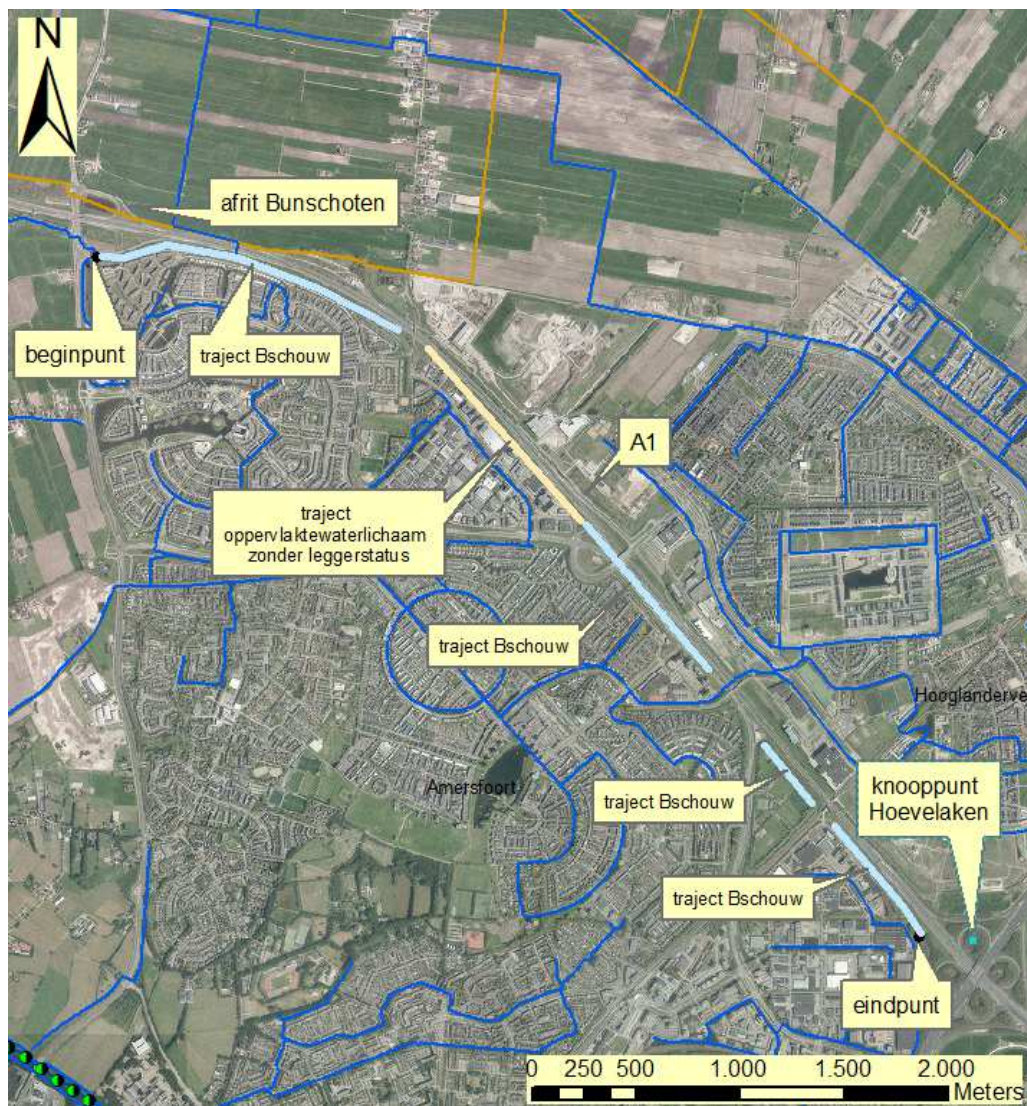 N
afrit Bunschoten
beginpunt
traject Bschouw
A1
traject
oppervlaktewaterlichaam
zonder leggerstatus
traject Bschouw
Hooglanderve
knooppunt
Hoevelaken
Amersfoort
traject Bschouw
traject Bschouw
eindpunt
0 250 500 1.000 1.500 2.000
Meters